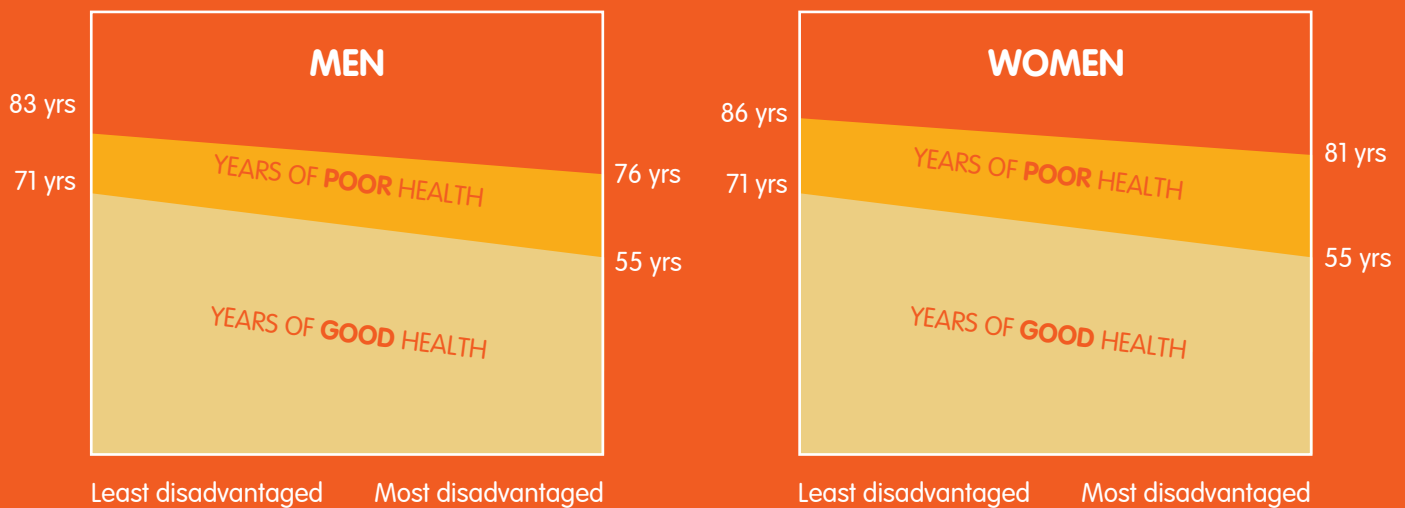 MEN
83 yrs
71 yrs
YEARS OF POOR HEALTH
76 yrs
55 yrs
YEARS OF GOOD HEALTH
Least disadvantaged
Most disadvantaged
WOMEN
86 yrs
71 yrs
YEARS OF POOR HEALTH
81 yrs
55 yrs
YEARS OF GOOD HEALTH
Least disadvantaged
Most disadvantaged